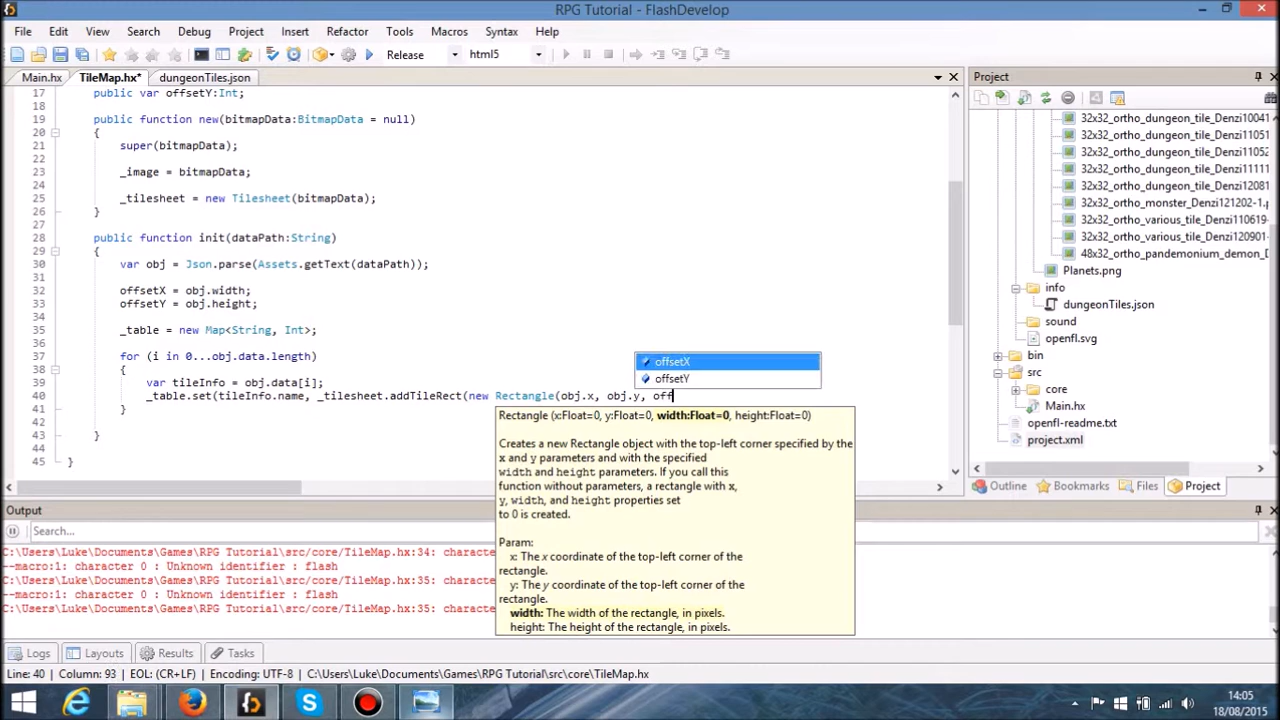 RPG Tutorial - FlashDevelop
File Edit View Search Debug Project Insert Refactor Tools Macros Syntax Help
Release html5
Main.hx TileMap.hx* dungeonTiles.json
17 public var offsetY:Int;
18
19 public function new(bitmapData:BitmapData = null)
20 {
21 super(bitmapData);
22
23 _image = bitmapData;
24
25 _tilesheet = new Tilesheet(bitmapData);
26 }
27
28 public function init(dataPath:String)
29 {
30 var obj = Json.parse(Assets.getText(dataPath));
31
32 offsetX = obj.width;
33 offsetY = obj.height;
34
35 _table = new Map<String, Int>;
36
37 for (i in 0...obj.data.length)
38 {
39 var tileInfo = obj.data[i];
40 _table.set(tileInfo.name, _tilesheet.addTileRect(new Rectangle(obj.x, obj.y, off
41 }
42
43 }
44
45 }
offsetX
offsetY
Rectangle (x:Float=0, y:Float=0, width:Float=0, height:Float=0)
Creates a new Rectangle object with the top-left corner specified by the
x and y parameters and with the specified
width and height parameters. If you call this
function without parameters, a rectangle with x,
y, width, and height properties set
to 0 is created.
Param:
x: The x coordinate of the top-left corner of the
rectangle.
y: The y coordinate of the top-left corner of the
rectangle.
width: The width of the rectangle, in pixels.
height: The height of the rectangle, in pixels.
Project
32x32_ortho_dungeon_tile_Denzi10041
32x32_ortho_dungeon_tile_Denzi11052
32x32_ortho_dungeon_tile_Denzi11052
32x32_ortho_dungeon_tile_Denzi11111
32x32_ortho_dungeon_tile_Denzi12018
32x32_ortho_monster_Denzi121202-1.p
32x32_ortho_various_tile_Denzi110619-
32x32_ortho_various_tile_Denzi120901-
48x32_ortho_pandemonium_demon_D
Planets.png
info
dungeonTiles.json
sound
openfl.svg
bin
src
core
Main.hx
openfl-readme.txt
project.xml
Outline Bookmarks Files Project
Output
Search...
C:\Users\Luke\Documents\Games\RPG Tutorial\src/core/TileMap.hx:34: characte
--macro:1: character 0 : Unknown identifier : flash
C:\Users\Luke\Documents\Games\RPG Tutorial\src/core/TileMap.hx:35: characte
--macro:1: character 0 : Unknown identifier : flash
C:\Users\Luke\Documents\Games\RPG Tutorial\src/core/TileMap.hx:35: characte
Logs Layouts Results Tasks
Line: 40 Column: 93 EOL: (CR+LF) Encoding: UTF-8 C:\Users\Luke\Documents\Games\RPG Tutorial\src\core\TileMap.hx
14:05
18/08/2015